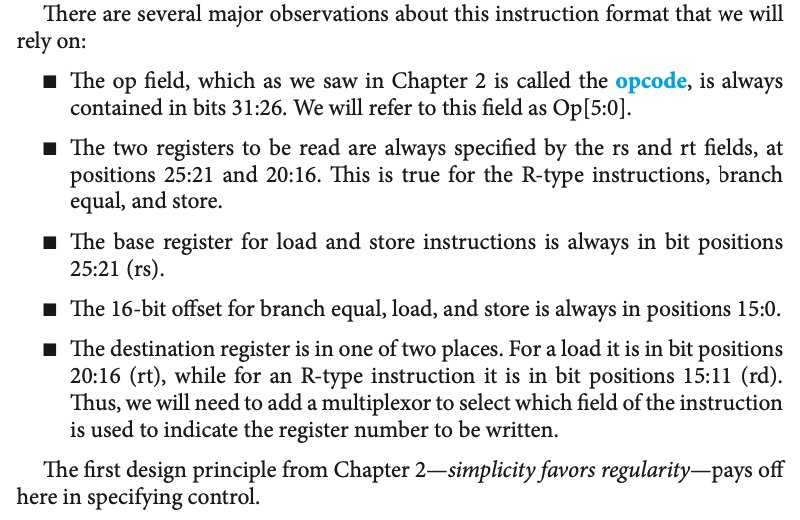 There are several major observations about this instruction format that we will
rely on:
■ The op field, which as we saw in Chapter 2 is called the opcode, is always
contained in bits 31:26. We will refer to this field as Op[5:0].
■ The two registers to be read are always specified by the rs and rt fields, at
positions 25:21 and 20:16. This is true for the R-type instructions, branch
equal, and store.
■ The base register for load and store instructions is always in bit positions
25:21 (rs).
■ The 16-bit offset for branch equal, load, and store is always in positions 15:0.
■ The destination register is in one of two places. For a load it is in bit positions
20:16 (rt), while for an R-type instruction it is in bit positions 15:11 (rd).
Thus, we will need to add a multiplexor to select which field of the instruction
is used to indicate the register number to be written.
The first design principle from Chapter 2—simplicity favors regularity—pays off
here in specifying control.